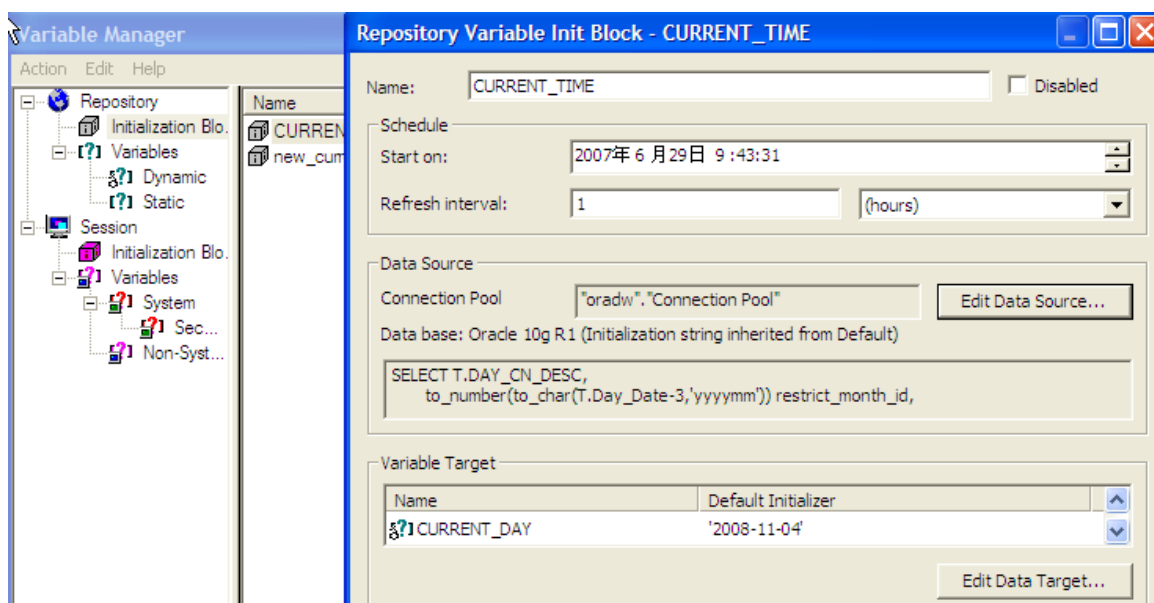 Variable Manager
Action Edit Help
Repository
Initialization Blo.
[?] Variables
Dynamic
[?] Static
Session
Initialization Blo.
Variables
System
Sec...
Non-Syst...
Name
CURREN
new_cum
Repository Variable Init Block - CURRENT_TIME
Name: CURRENT_TIME Disabled
Schedule
Start on: 2007年 6 月29日 9 :43:31
Refresh interval: 1 (hours)
Data Source
Connection Pool "oradw"."Connection Pool" Edit Data Source...
Data base: Oracle 10g R1 (Initialization string inherited from Default)
SELECT T.DAY_CN_DESC,
to_number(to_char(T.Day_Date-3,'yyyymm')) restrict_month_id,
Variable Target
Name Default Initializer
CURRENT_DAY '2008-11-04'
Edit Data Target...